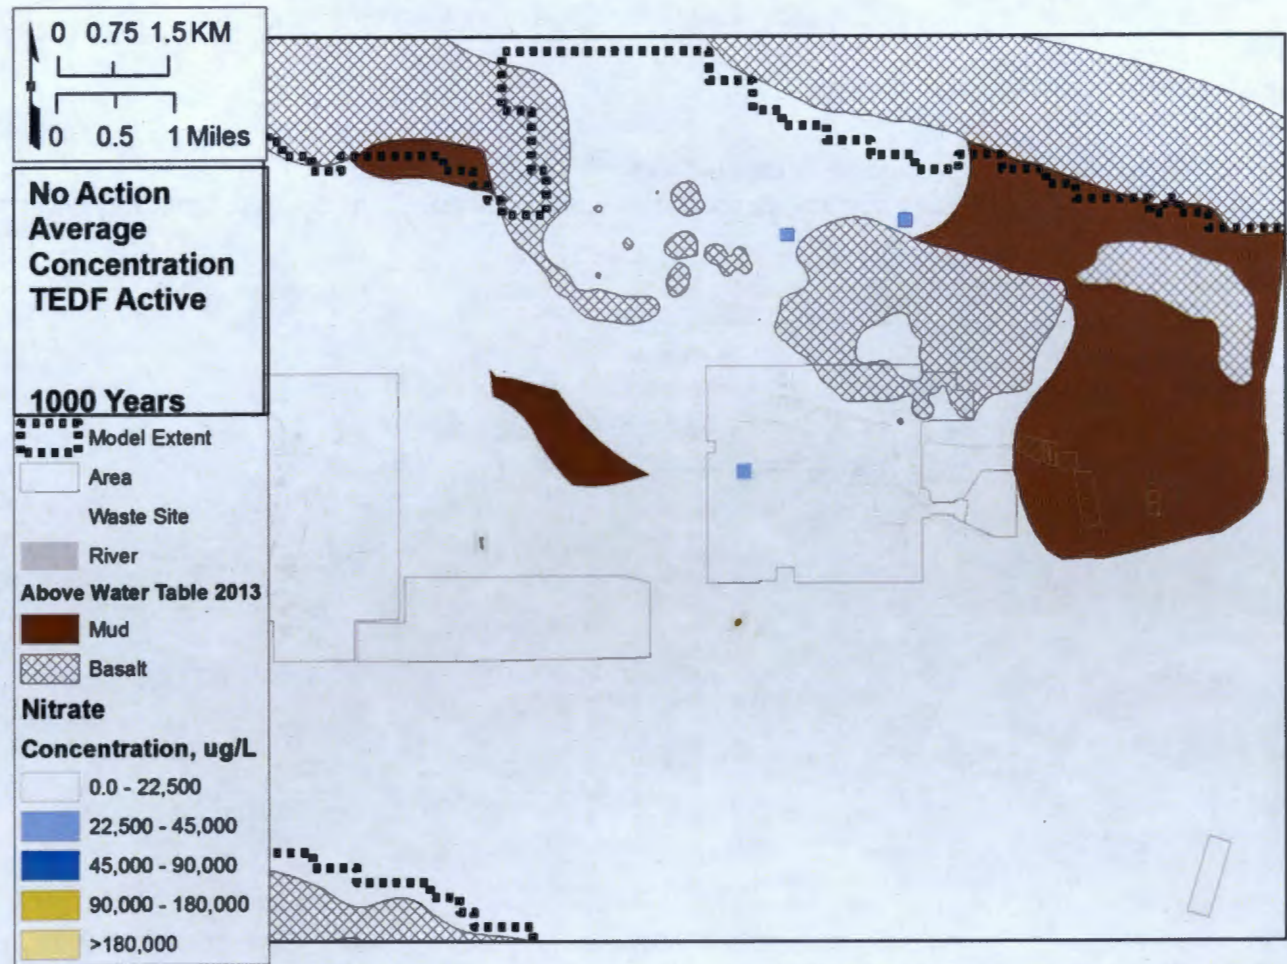 0 0.75 1.5 KM
0 0.5 1 Miles
No Action
Average
Concentration
TEDF Active
1000 Years
Model Extent
Area
Waste Site
River
Above Water Table 2013
Mud
Basalt
Nitrate
Concentration, ug/L
0.0 - 22,500
22,500 - 45,000
45,000 - 90,000
90,000 - 180,000
>180,000